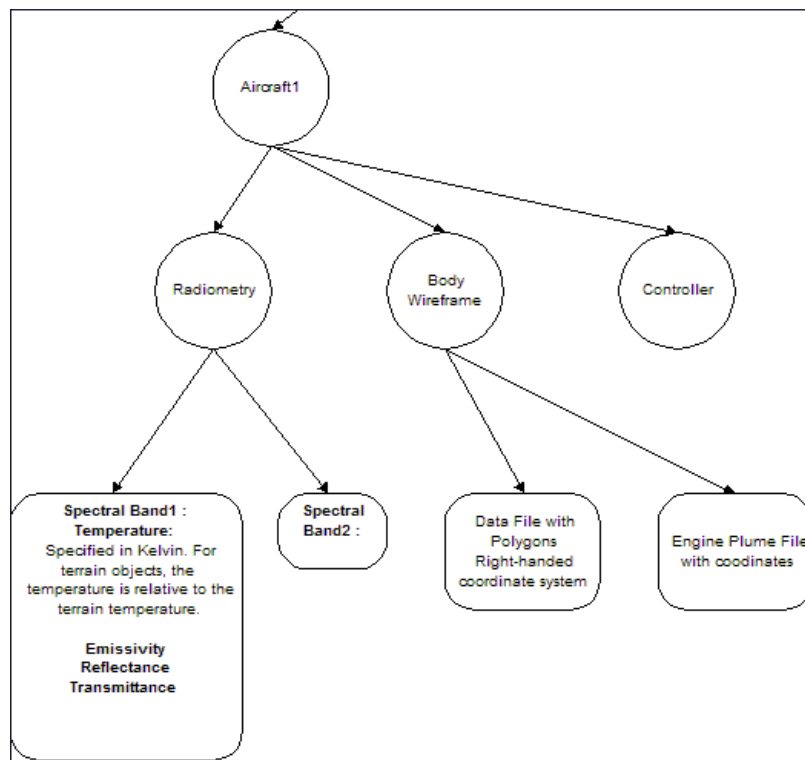 Aircraft1
Radiometry
Body
Wireframe
Controller
Spectral Band1 :
Temperature:
Specified in Kelvin. For
terrain objects, the
temperature is relative to the
terrain temperature.
Emissivity
Reflectance
Transmittance
Spectral
Band2 :
Data File with
Polygons
Right-handed
coordinate system
Engine Plume File
with coodinates